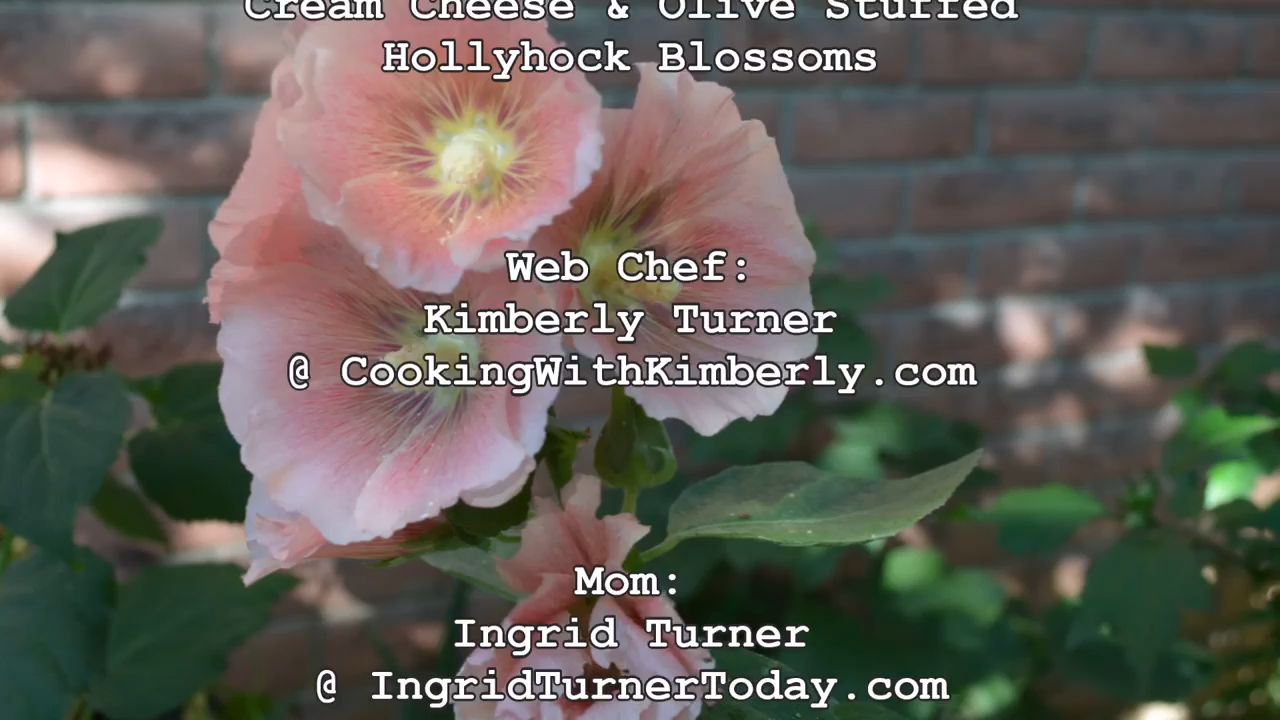 Cream Cheese & Olive Stuffed
Hollyhock Blossoms
Web Chef:
Kimberly Turner
@ CookingWithKimberly.com
Mom:
Ingrid Turner
@ IngridTurnerToday.com